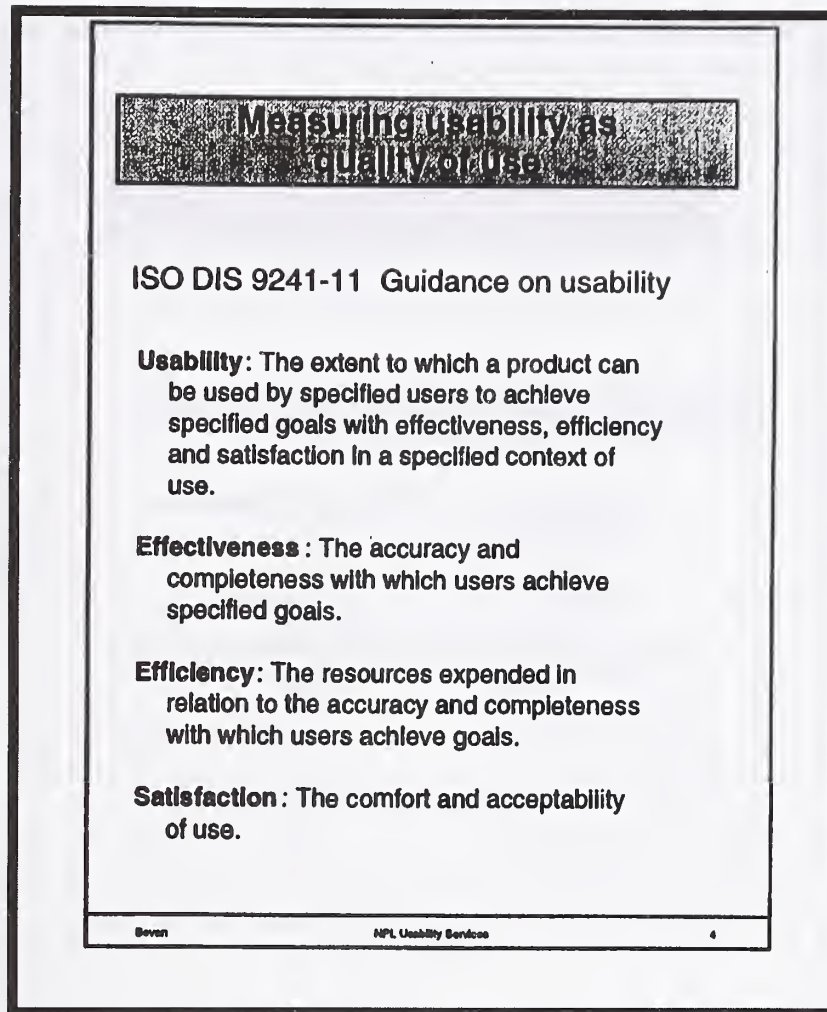 Measuring usability as
quality of use
ISO DIS 9241-11 Guidance on usability
Usability: The extent to which a product can
be used by specified users to achieve
specified goals with effectiveness, efficiency
and satisfaction in a specified context of
use.
Effectiveness : The accuracy and
completeness with which users achieve
specified goals.
Efficiency: The resources expended in
relation to the accuracy and completeness
with which users achieve goals.
Satisfaction : The comfort and acceptability
of use.
Bevan NPL Usability Services 4